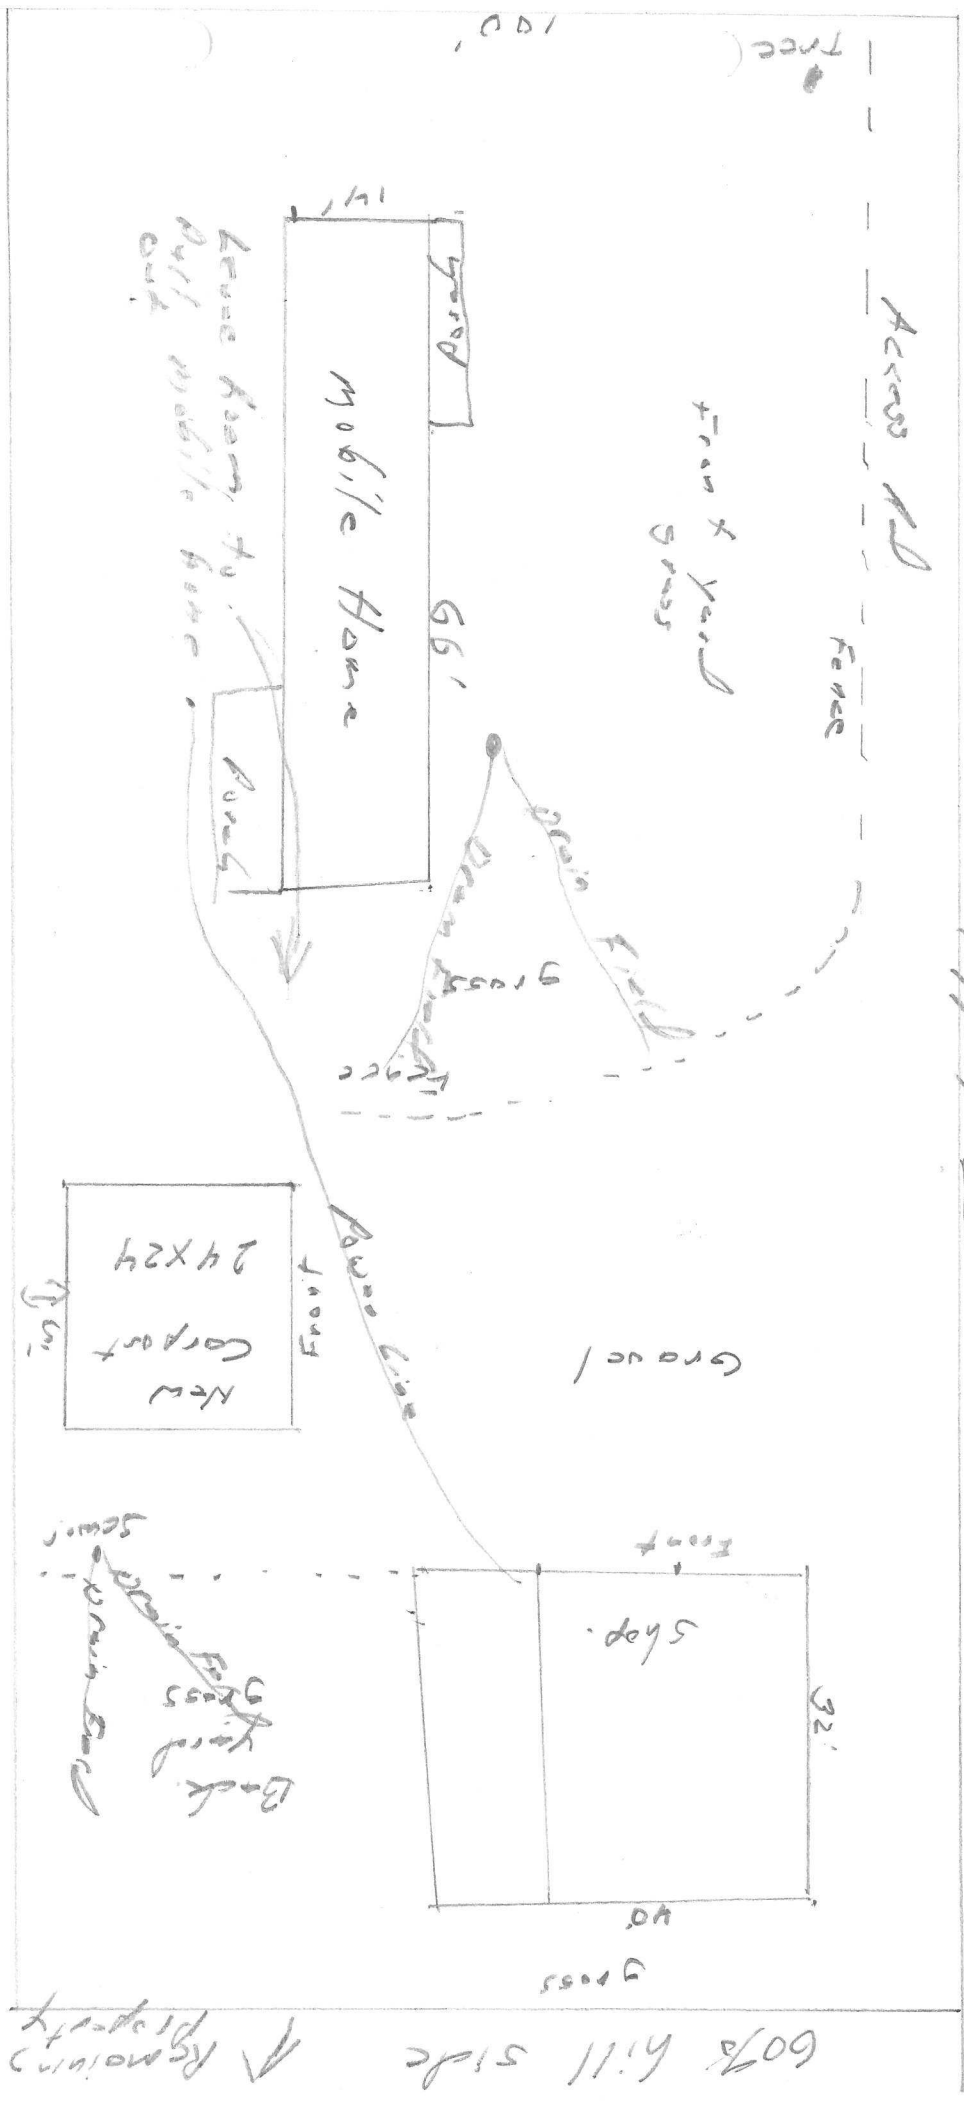 100'
tree
Access Rd
Fence
Front Yard
grass
14'
Porch
Mobile Home
66'
Leave Room to
Pull mobile home
out
Porch
Drain field
Drain Field
grass
Fence
Power Line
Gravel
New
Carport
24X24
front
Front
Shop.
32'
40'
grass
Sewer
Drain Field
Drain Field
Back
Yard
grass
60% hill side
Remaining
Property